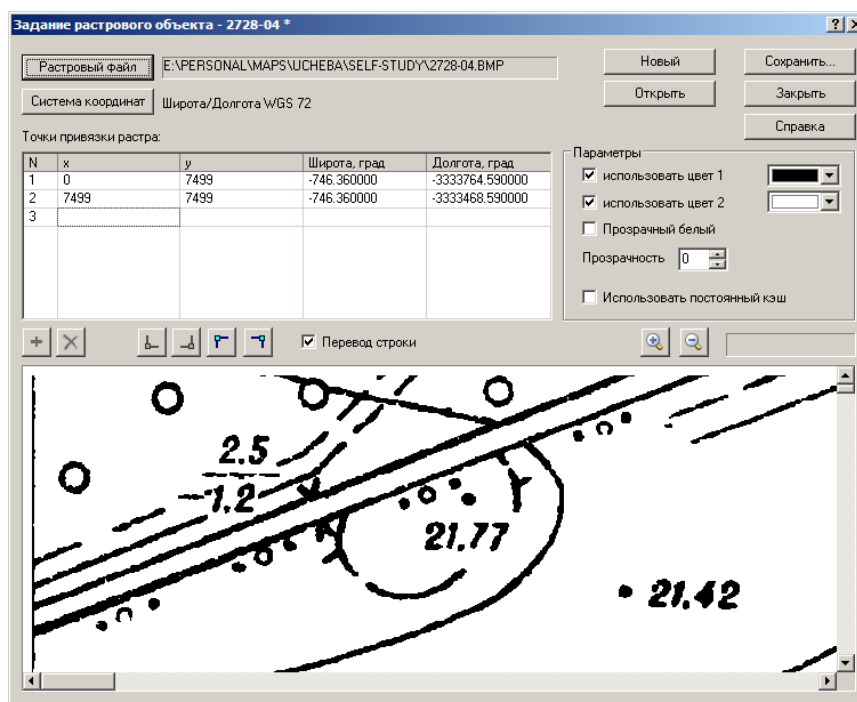 Задание растрового объекта - 2728-04 *
Растровый файл E:\PERSONAL\MAPS\UCHEBA\SELF-STUDY\2728-04.BMP Новый Сохранить...
Система координат Широта/Долгота WGS 72 Открыть Закрыть
Справка
Точки привязки растра:
N x y Широта, град Долгота, град
1 0 7499 -746.360000 -3333764.590000
2 7499 7499 -746.360000 -3333468.590000
3
Параметры
использовать цвет 1
использовать цвет 2
Прозрачный белый
Прозрачность 0
Использовать постоянный кэш
Перевод строки
2.5
1.2
21.77
21.42